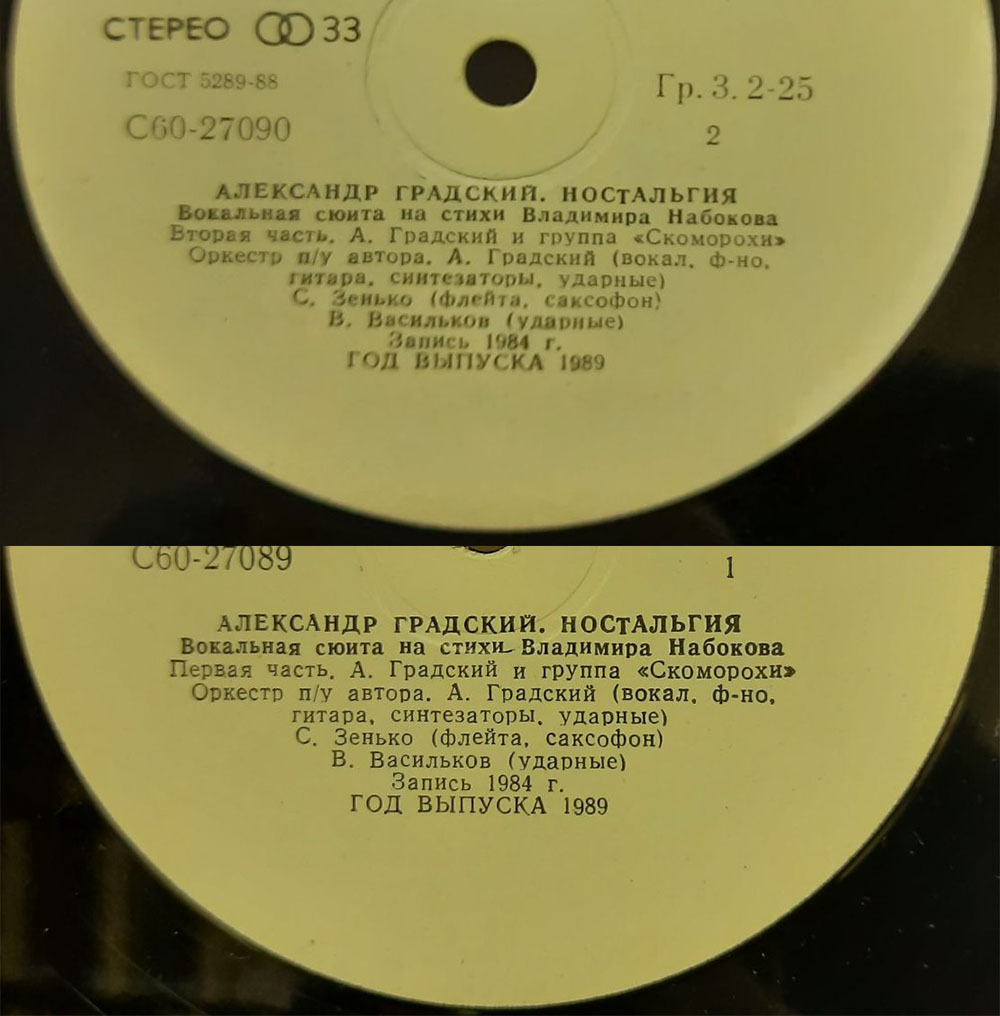 СТЕРЕО 33
ГОСТ 5289-88
Гр. 3. 2-25
С60-27090
2
АЛЕКСАНДР ГРАДСКИЙ. НОСТАЛЬГИЯ
Вокальная сюита на стихи Владимира Набокова
Вторая часть. А. Градский и группа «Скоморохи»
Оркестр п/у автора. А. Градский (вокал, ф-но,
гитара, синтезаторы, ударные)
С. Зенько (флейта, саксофон)
В. Васильков (ударные)
Запись 1984 г.
ГОД ВЫПУСКА 1989
С60-27089
1
АЛЕКСАНДР ГРАДСКИЙ. НОСТАЛЬГИЯ
Вокальная сюита на стихи Владимира Набокова
Первая часть. А. Градский и группа «Скоморохи»
Оркестр п/у автора. А. Градский (вокал, ф-но,
гитара, синтезаторы, ударные)
С. Зенько (флейта, саксофон)
В. Васильков (ударные)
Запись 1984 г.
ГОД ВЫПУСКА 1989